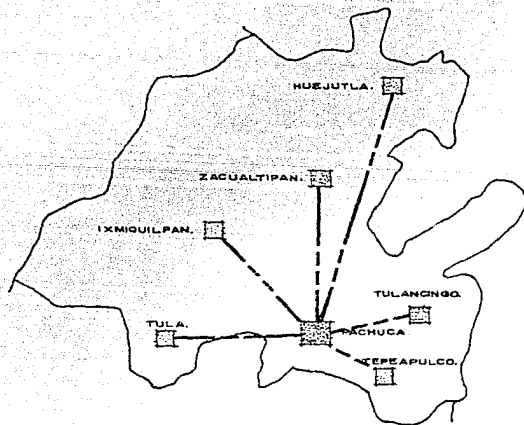 HUEJUTLA.
ZACUALTIPAN.
IXMIQUILPAN.
TULANCINGO.
TULA.
PACHUCA
TEPEAPULCO.